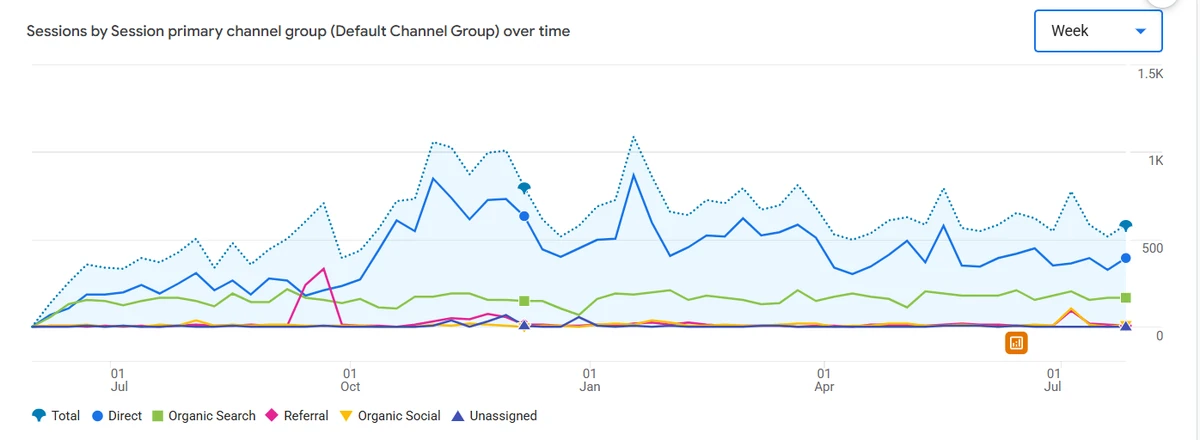 Sessions by Session primary channel group (Default Channel Group) over time
Week
1.5K
1K
500
0
01 01 01 01 01
Jul Oct Jan Apr Jul
Total Direct Organic Search Referral Organic Social Unassigned